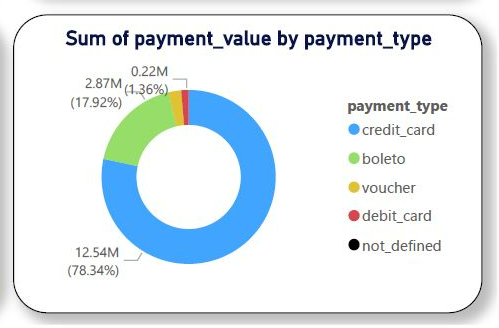 Sum of payment_value by payment_type
0.22M
(1.36%)
2.87M
(17.92%)
12.54M
(78.34%)
payment_type
credit_card
boleto
voucher
debit_card
not_defined